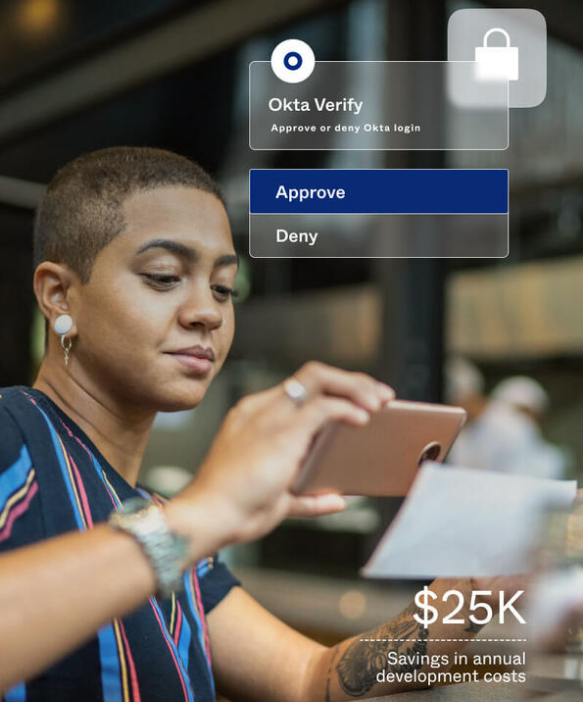 Okta Verify
Approve or deny Okta login
Approve
Deny
$25K
Savings in annual
development costs